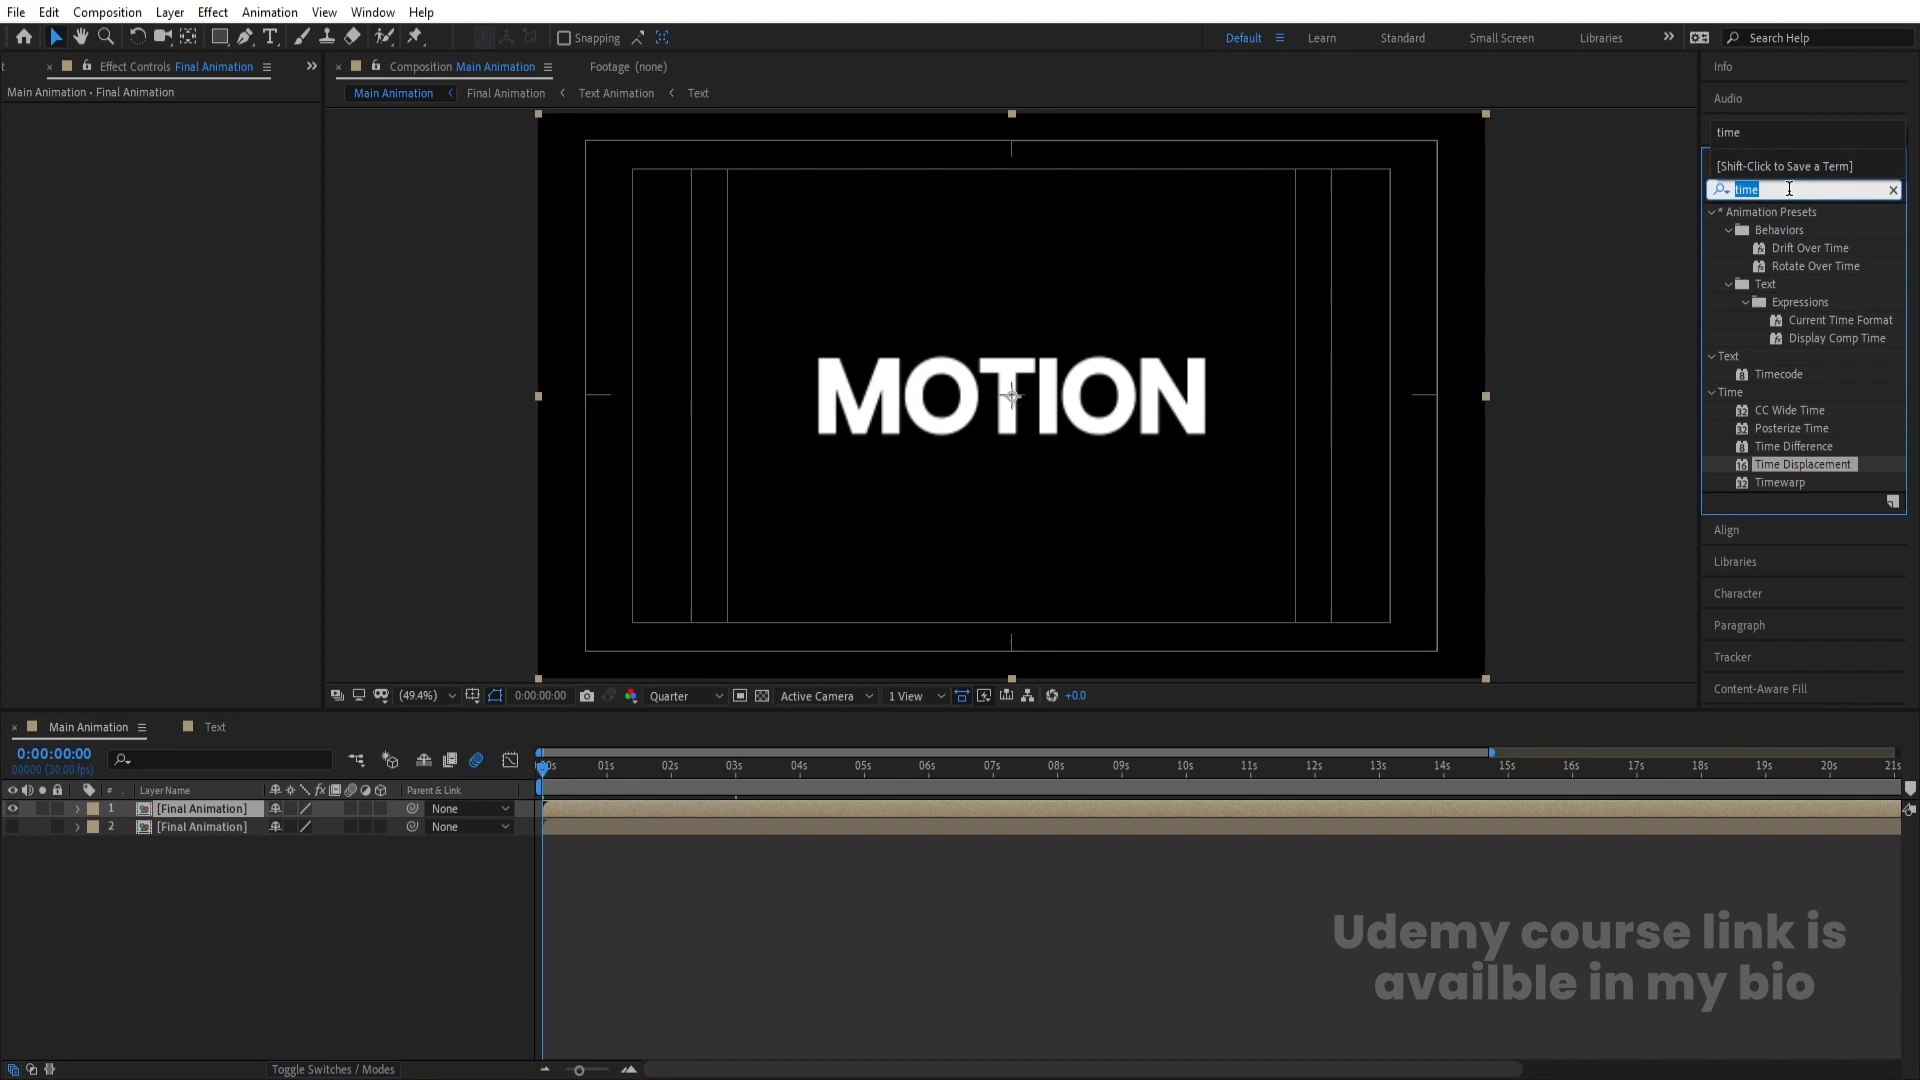 File Edit Composition Layer Effect Animation View Window Help
Snapping
Default Learn Standard Small Screen Libraries Search Help
Effect Controls Final Animation
Composition Main Animation Footage (none)
Info
Main Animation • Final Animation
Main Animation Final Animation Text Animation Text
Audio
time
[Shift-Click to Save a Term]
time
* Animation Presets
Behaviors
Drift Over Time
Rotate Over Time
Text
Expressions
Current Time Format
Display Comp Time
Text
Timecode
Time
CC Wide Time
Posterize Time
Time Difference
Time Displacement
Timewarp
MOTION
Align
Libraries
Character
Paragraph
Tracker
Content-Aware Fill
(49.4%) 0:00:00:00 Quarter Active Camera 1 View +0.0
Main Animation Text
0:00:00:00
00000 (30.00 fps)
00s 01s 02s 03s 04s 05s 06s 07s 08s 09s 10s 11s 12s 13s 14s 15s 16s 17s 18s 19s 20s 21s
# Layer Name Parent & Link
1 [Final Animation] None
2 [Final Animation] None
Udemy course link is
availble in my bio
Toggle Switches / Modes